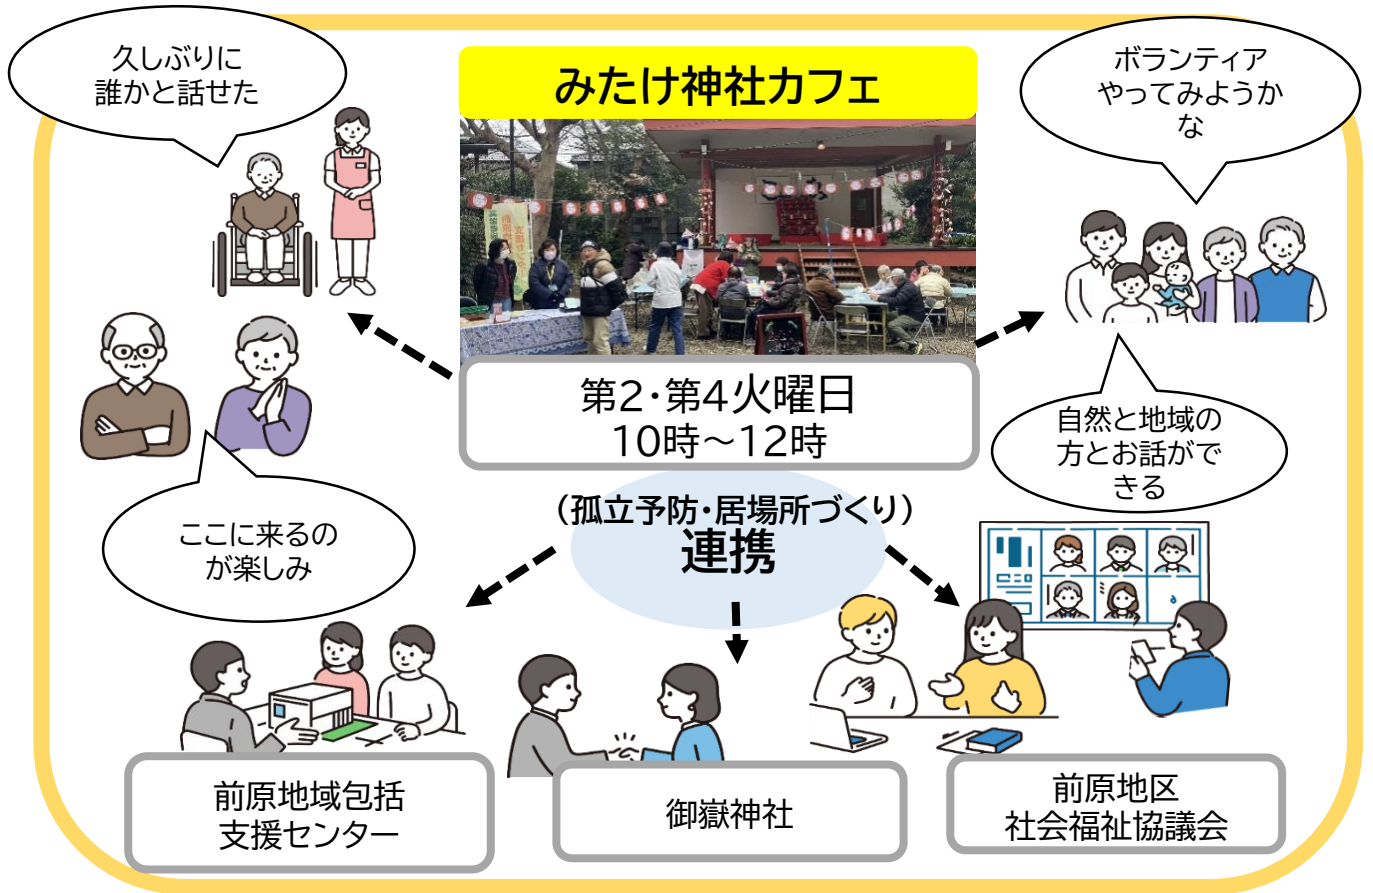 久しぶりに
誰かと話せた
みたけ神社カフェ
ボランティア
やってみようか
な
第2・第4火曜日
10時～12時
自然と地域の
方とお話がで
きる
ここに来るの
が楽しみ
（孤立予防・居場所づくり）
連携
前原地域包括
支援センター
御嶽神社
前原地区
社会福祉協議会